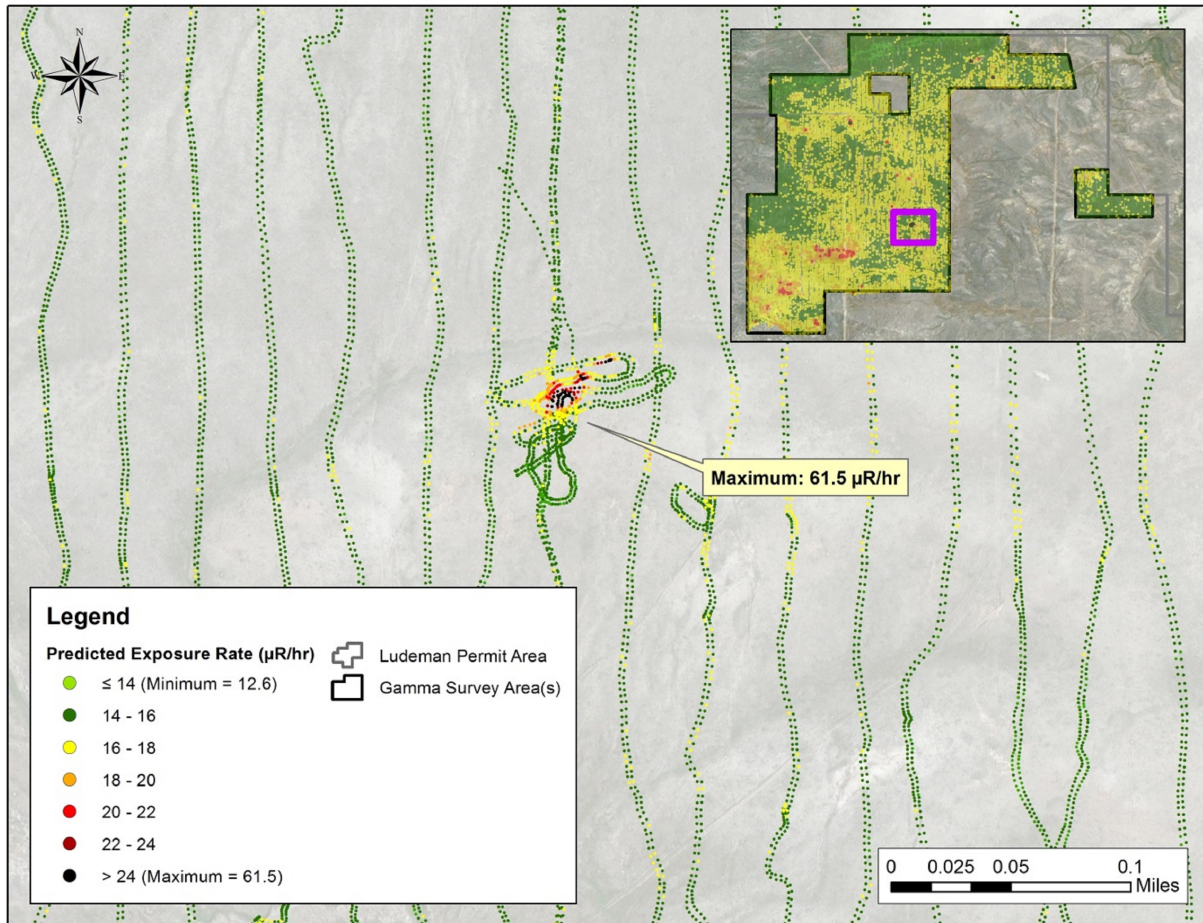 N
W E
S
Maximum: 61.5 µR/hr
Legend
Predicted Exposure Rate (µR/hr)
≤ 14 (Minimum = 12.6)
14 - 16
16 - 18
18 - 20
20 - 22
22 - 24
> 24 (Maximum = 61.5)
Ludeman Permit Area
Gamma Survey Area(s)
0 0.025 0.05 0.1
Miles